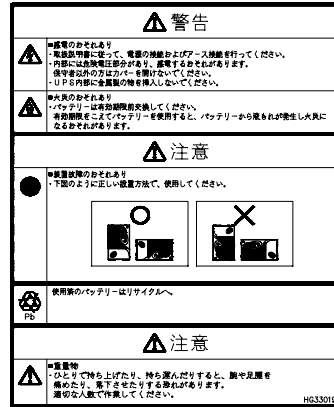 警告
■感電のおそれあり
・取扱説明書に従って、電源の接続およびアース接続を行ってください。
・内部には危険電圧部分があり、感電するおそれがあります。
保守者以外の方はカバーを開けないでください。
・UPS内部に金属製の物を挿入しないでください。
■火災のおそれあり
・バッテリーは有効期限前交換してください。
有効期限をこえてバッテリーを使用すると、バッテリーから液もれが発生し火災に
なるおそれがあります。
注意
■装置故障のおそれあり
・下図のように正しい設置方法で、使用してください。
使用済のバッテリーはリサイクルへ。
Pb
注意
■重量物
・ひとりで持ち上げたり、持ち運んだりすると、腕や足腰を
痛めたり、落下させたりする恐れがあります。
適切な人数で作業してください。
HG33019